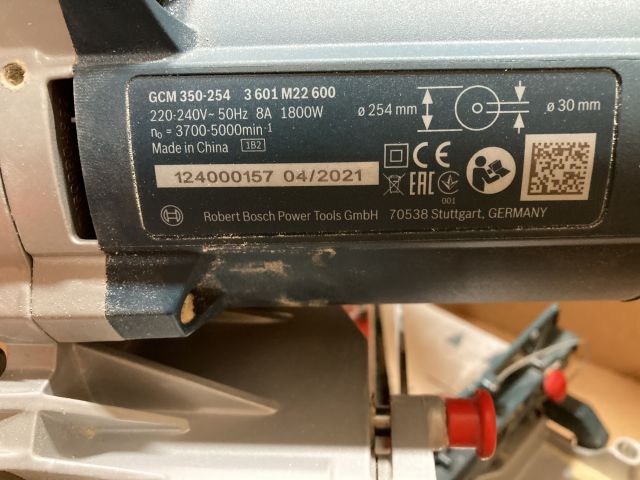 GCM 350-254 3 601 M22 600
220-240V~ 50Hz 8A 1800W
n₀ = 3700-5000min⁻¹
Made in China 1B2
ø 254 mm ø 30 mm
CE
EAC
001
124000157 04/2021
Robert Bosch Power Tools GmbH 70538 Stuttgart, GERMANY